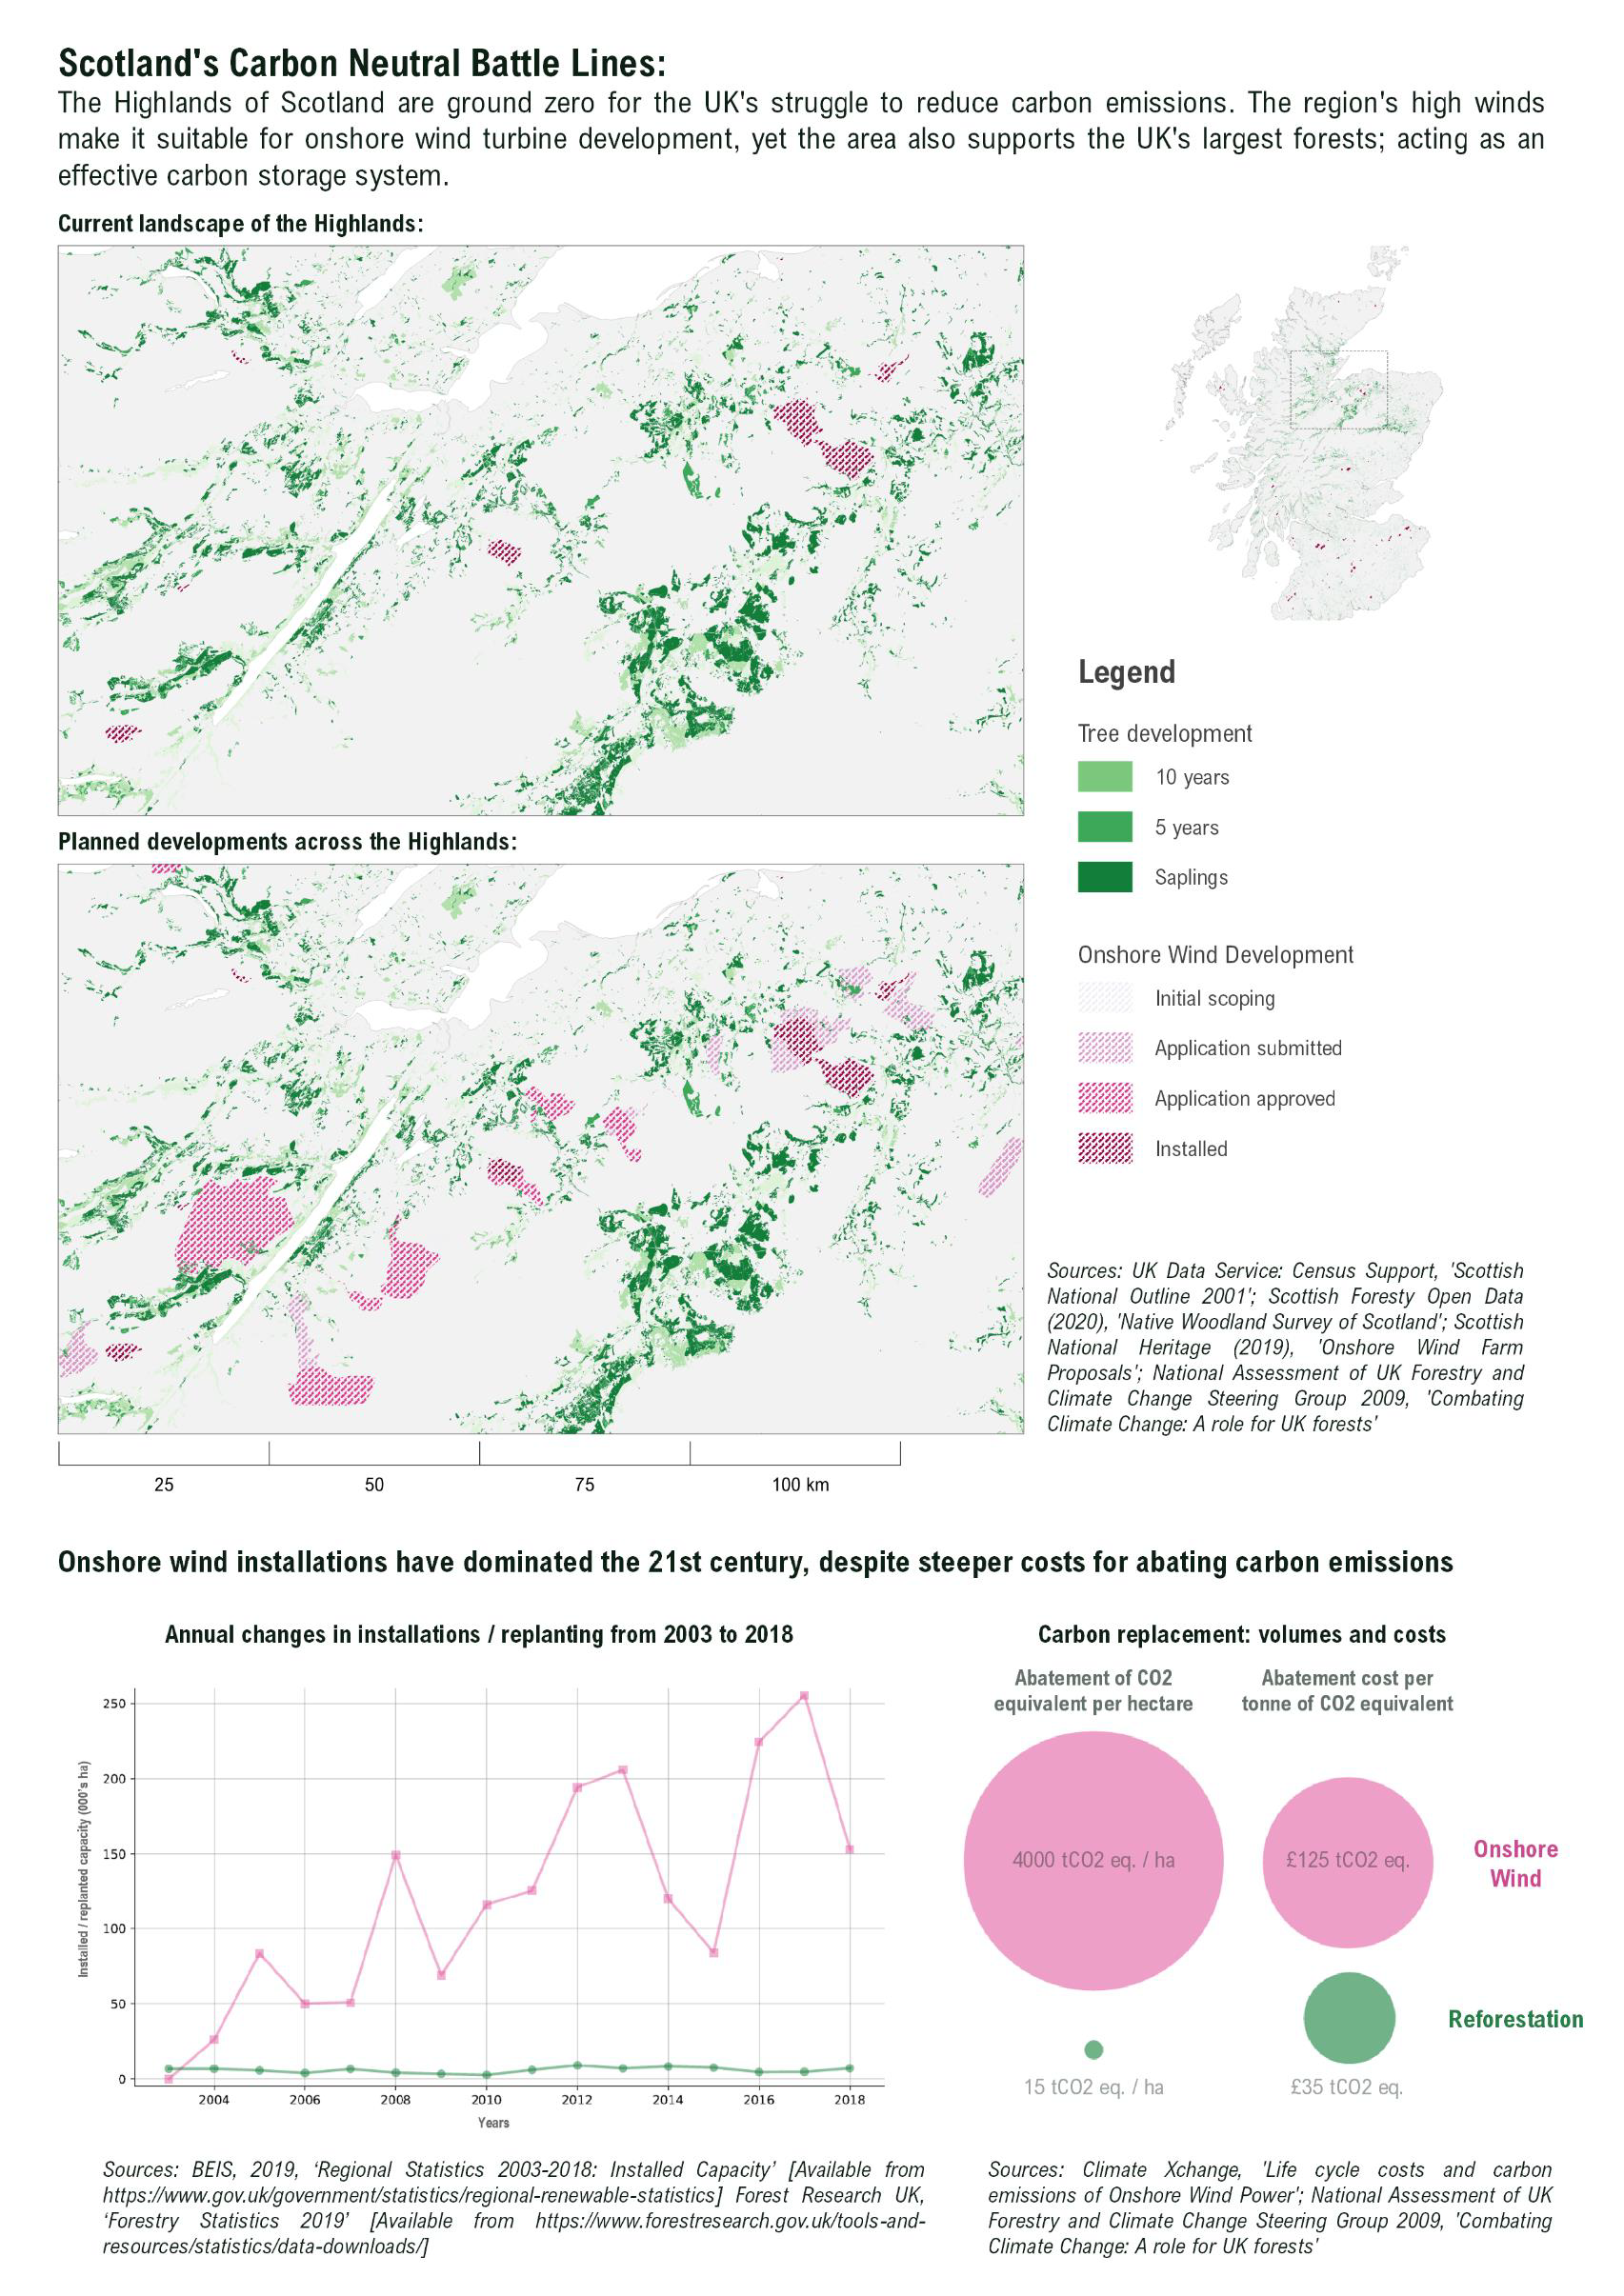 Scotland's Carbon Neutral Battle Lines:
The Highlands of Scotland are ground zero for the UK's struggle to reduce carbon emissions. The region's high winds
make it suitable for onshore wind turbine development, yet the area also supports the UK's largest forests; acting as an
effective carbon storage system.
Current landscape of the Highlands:
Legend
Tree development
10 years
5 years
Saplings
Planned developments across the Highlands:
Onshore Wind Development
Initial scoping
Application submitted
Application approved
Installed
Sources: UK Data Service: Census Support, 'Scottish
National Outline 2001'; Scottish Foresty Open Data
(2020), 'Native Woodland Survey of Scotland'; Scottish
National Heritage (2019), 'Onshore Wind Farm
Proposals'; National Assessment of UK Forestry and
Climate Change Steering Group 2009, 'Combating
Climate Change: A role for UK forests'
25 50 75 100 km
Onshore wind installations have dominated the 21st century, despite steeper costs for abating carbon emissions
Annual changes in installations / replanting from 2003 to 2018
Installed / replanted capacity (000's ha)
250
200
150
100
50
0
2004 2006 2008 2010 2012 2014 2016 2018
Years
Carbon replacement: volumes and costs
Abatement of CO2
equivalent per hectare
Abatement cost per
tonne of CO2 equivalent
4000 tCO2 eq. / ha
£125 tCO2 eq.
Onshore
Wind
Reforestation
15 tCO2 eq. / ha
£35 tCO2 eq.
Sources: BEIS, 2019, ‘Regional Statistics 2003-2018: Installed Capacity’ [Available from
https://www.gov.uk/government/statistics/regional-renewable-statistics] Forest Research UK,
‘Forestry Statistics 2019’ [Available from https://www.forestresearch.gov.uk/tools-and-
resources/statistics/data-downloads/]
Sources: Climate Xchange, 'Life cycle costs and carbon
emissions of Onshore Wind Power'; National Assessment of UK
Forestry and Climate Change Steering Group 2009, 'Combating
Climate Change: A role for UK forests'